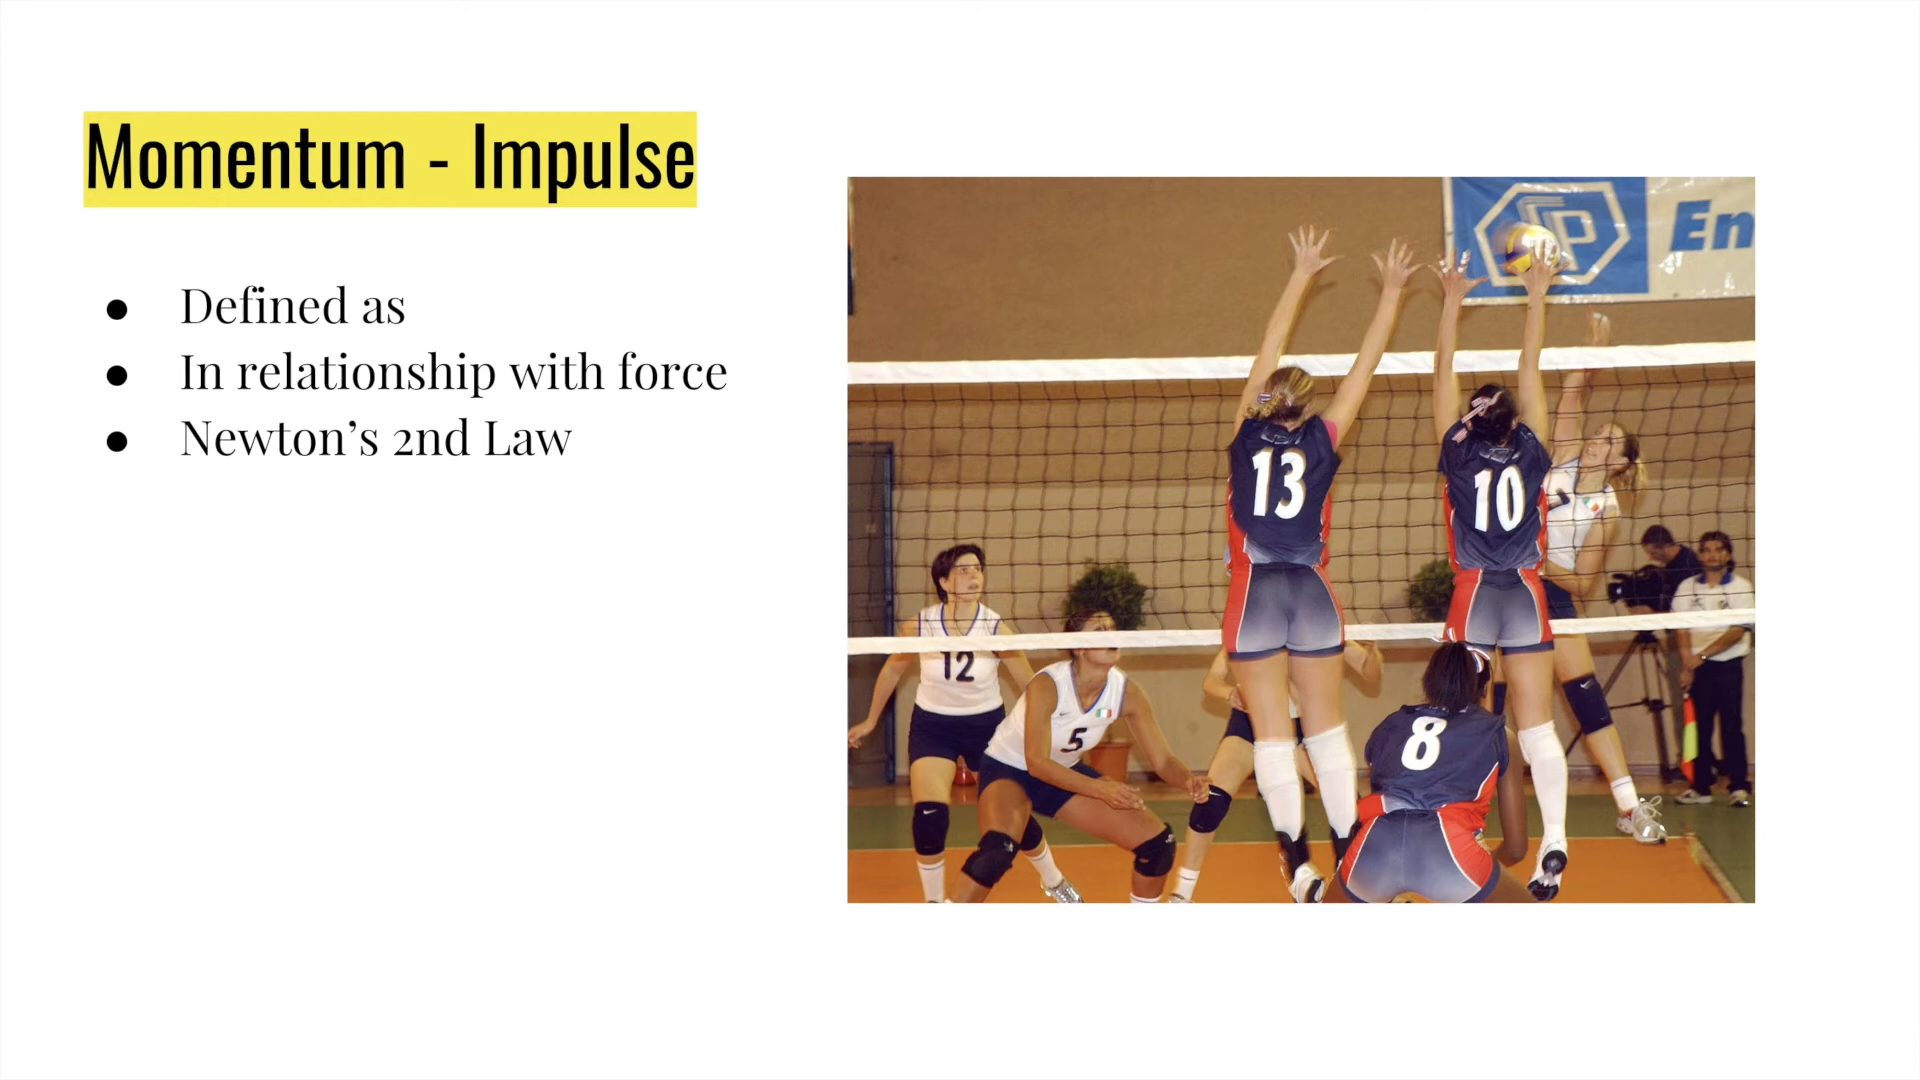 Momentum - Impulse
● Defined as
● In relationship with force
● Newton's 2nd Law
P
En
13
10
12
5
8